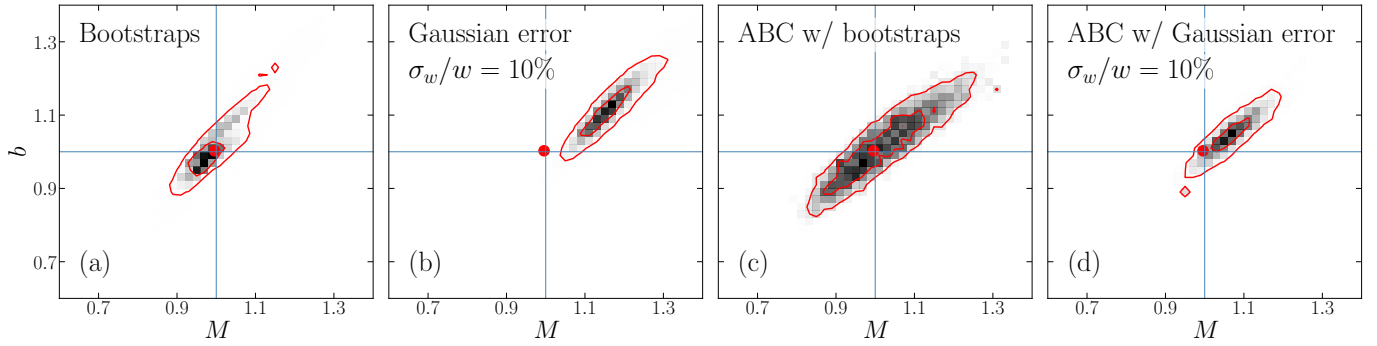 Bootstraps
Gaussian error
σ_w/w = 10%
ABC w/ bootstraps
ABC w/ Gaussian error
σ_w/w = 10%
1.3
1.1
0.9
0.7
b
(a)
(b)
(c)
(d)
0.7 0.9 1.1 1.3
0.7 0.9 1.1 1.3
0.7 0.9 1.1 1.3
0.7 0.9 1.1 1.3
M
M
M
M